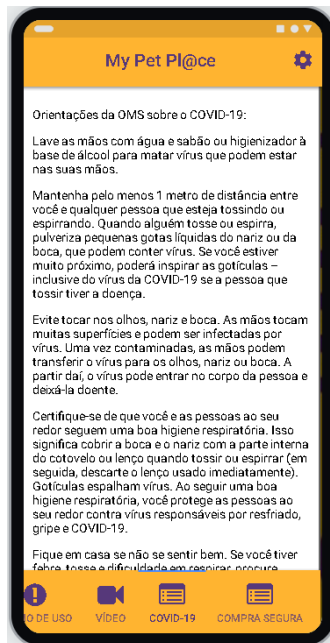 My Pet Pl@ce
Orientações da OMS sobre o COVID-19:
Lave as mãos com água e sabão ou higienizador à
base de álcool para matar vírus que podem estar
nas suas mãos.
Mantenha pelo menos 1 metro de distância entre
você e qualquer pessoa que esteja tossindo ou
espirrando. Quando alguém tosse ou espirra,
pulveriza pequenas gotas líquidas do nariz ou da
boca, que podem conter vírus. Se você estiver
muito próximo, poderá inspirar as gotículas –
inclusive do vírus da COVID-19 se a pessoa que
tossir tiver a doença.
Evite tocar nos olhos, nariz e boca. As mãos tocam
muitas superfícies e podem ser infectadas por
vírus. Uma vez contaminadas, as mãos podem
transferir o vírus para os olhos, nariz ou boca. A
partir daí, o vírus pode entrar no corpo da pessoa e
deixá-la doente.
Certifique-se de que você e as pessoas ao seu
redor seguem uma boa higiene respiratória. Isso
significa cobrir a boca e o nariz com a parte interna
do cotovelo ou lenço quando tossir ou espirrar (em
seguida, descarte o lenço usado imediatamente).
Gotículas espalham vírus. Ao seguir uma boa
higiene respiratória, você protege as pessoas ao
seu redor contra vírus responsáveis por resfriado,
gripe e COVID-19.
Fique em casa se não se sentir bem. Se você tiver
febre, tosse e dificuldade em respirar, procure
O DE USO VÍDEO COVID-19 COMPRA SEGURA